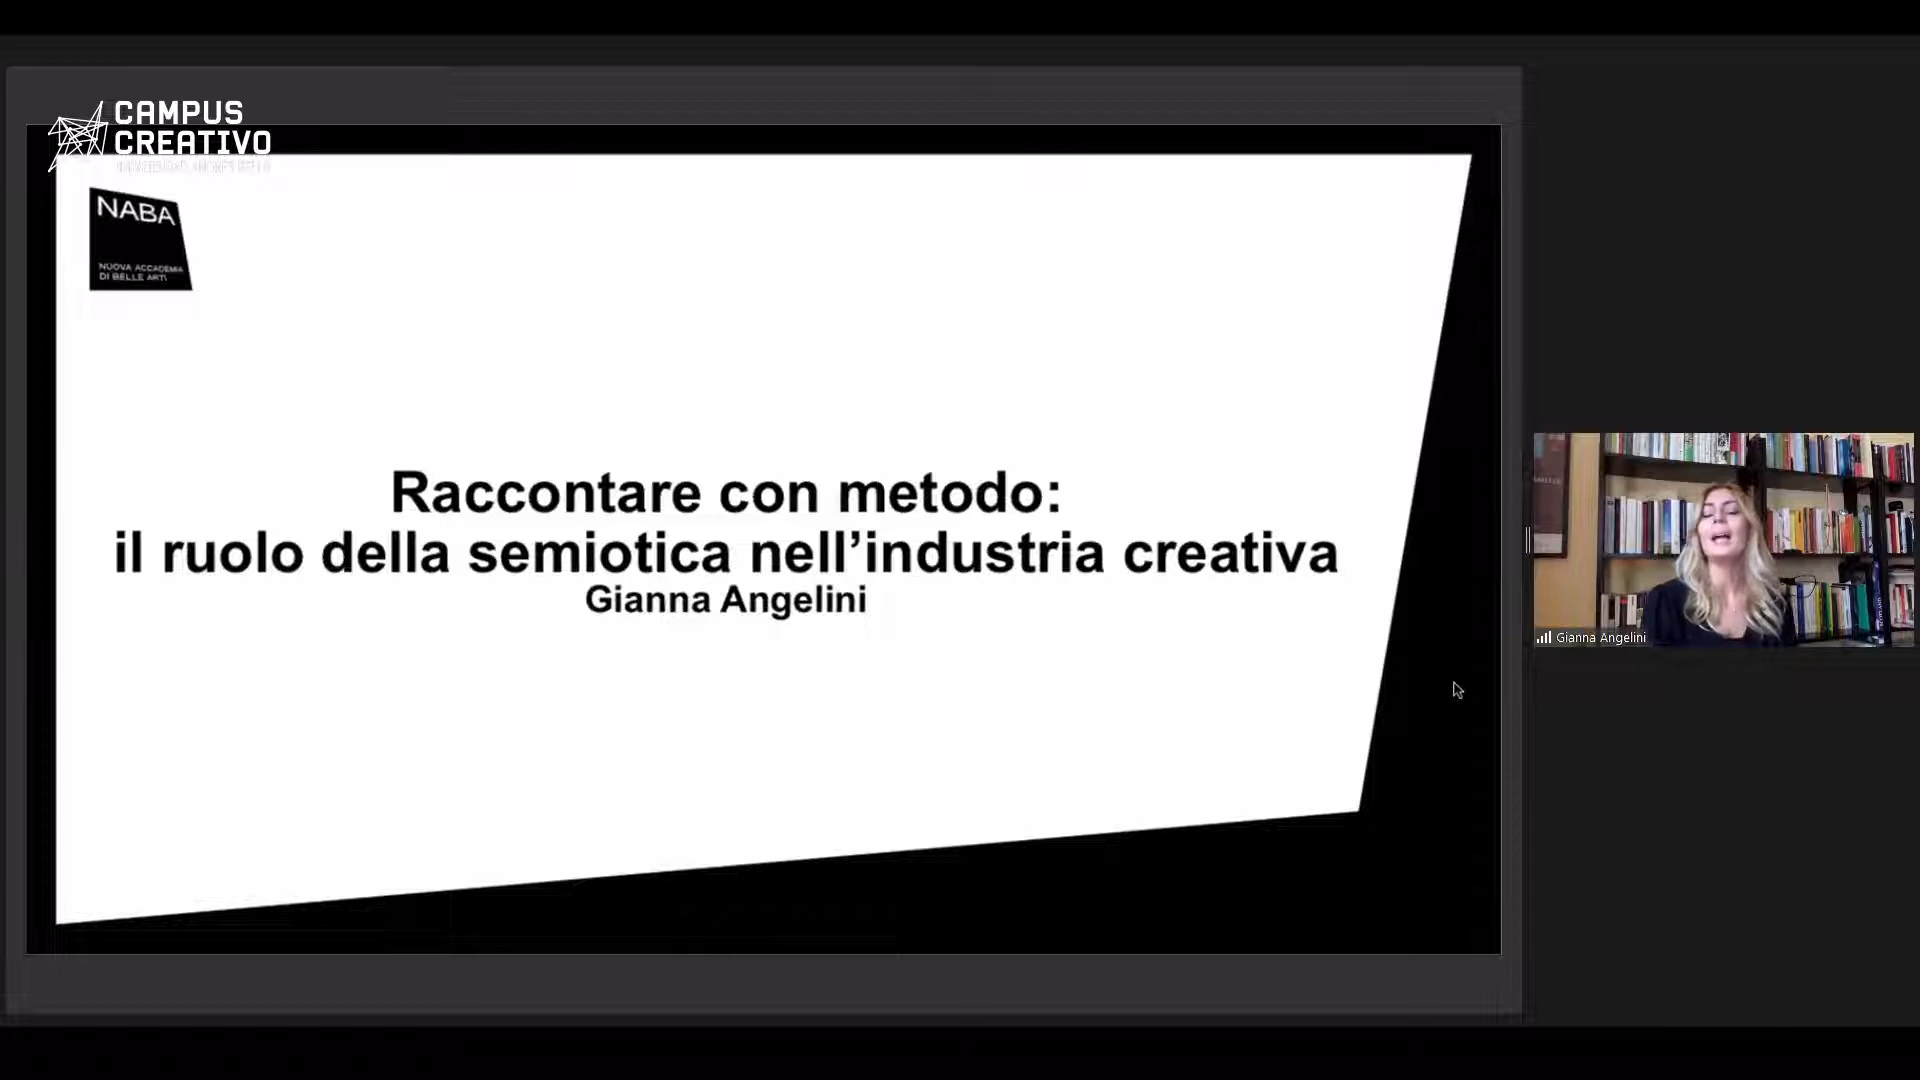 CAMPUS
CREATIVO
NABA
NUOVA ACCADEMIA
DI BELLE ARTI
Raccontare con metodo:
il ruolo della semiotica nell’industria creativa
Gianna Angelini
Gianna Angelini